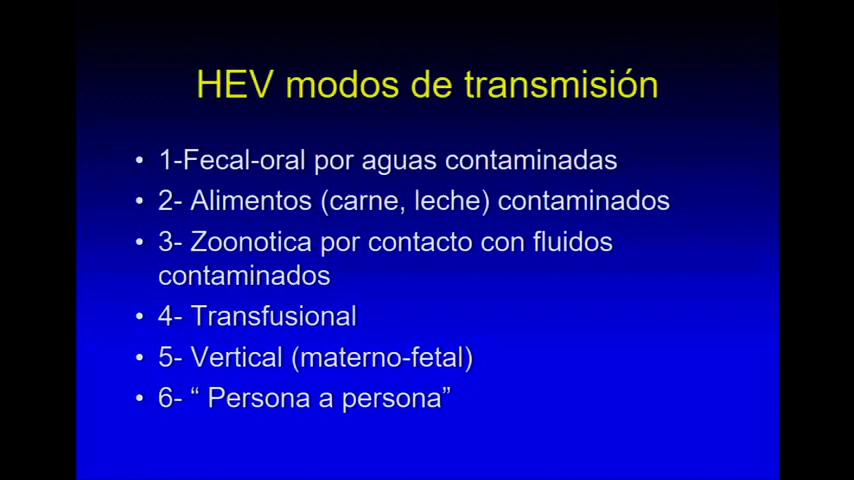 HEV modos de transmisión
• 1-Fecal-oral por aguas contaminadas
• 2- Alimentos (carne, leche) contaminados
• 3- Zoonotica por contacto con fluidos
contaminados
• 4- Transfusional
• 5- Vertical (materno-fetal)
• 6- “ Persona a persona”